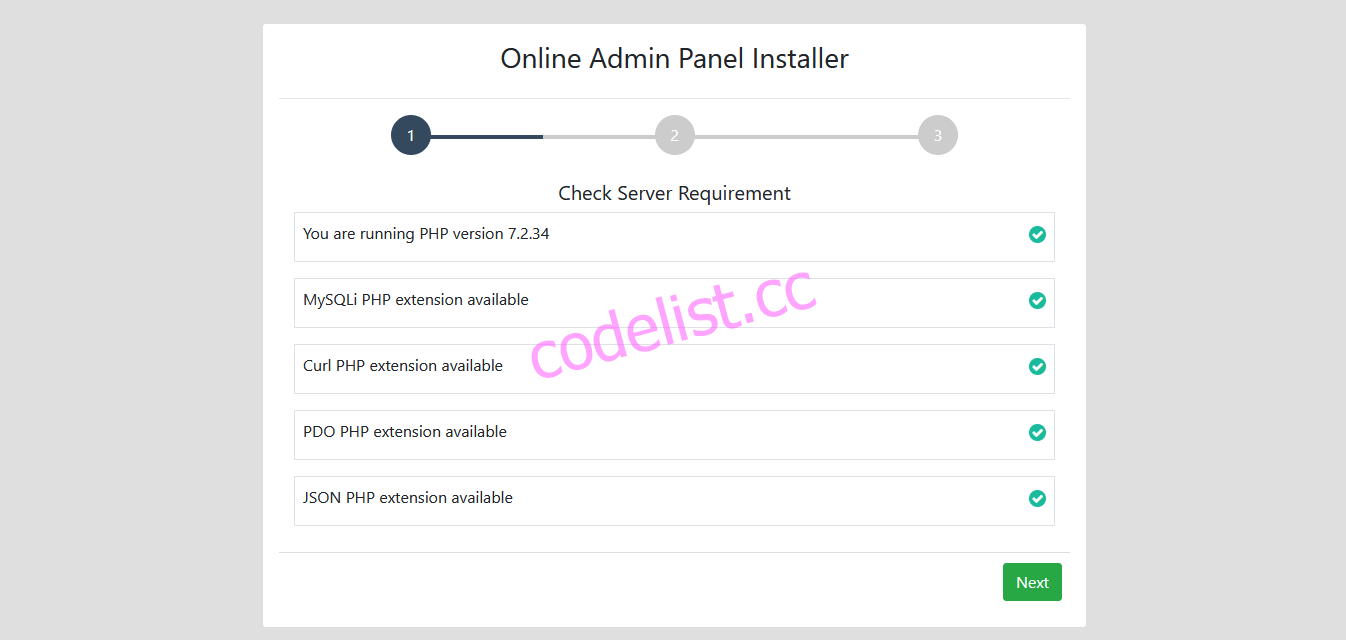 Online Admin Panel Installer
1
2
3
Check Server Requirement
You are running PHP version 7.2.34
MySQLi PHP extension available
codelist.cc
Curl PHP extension available
PDO PHP extension available
JSON PHP extension available
Next